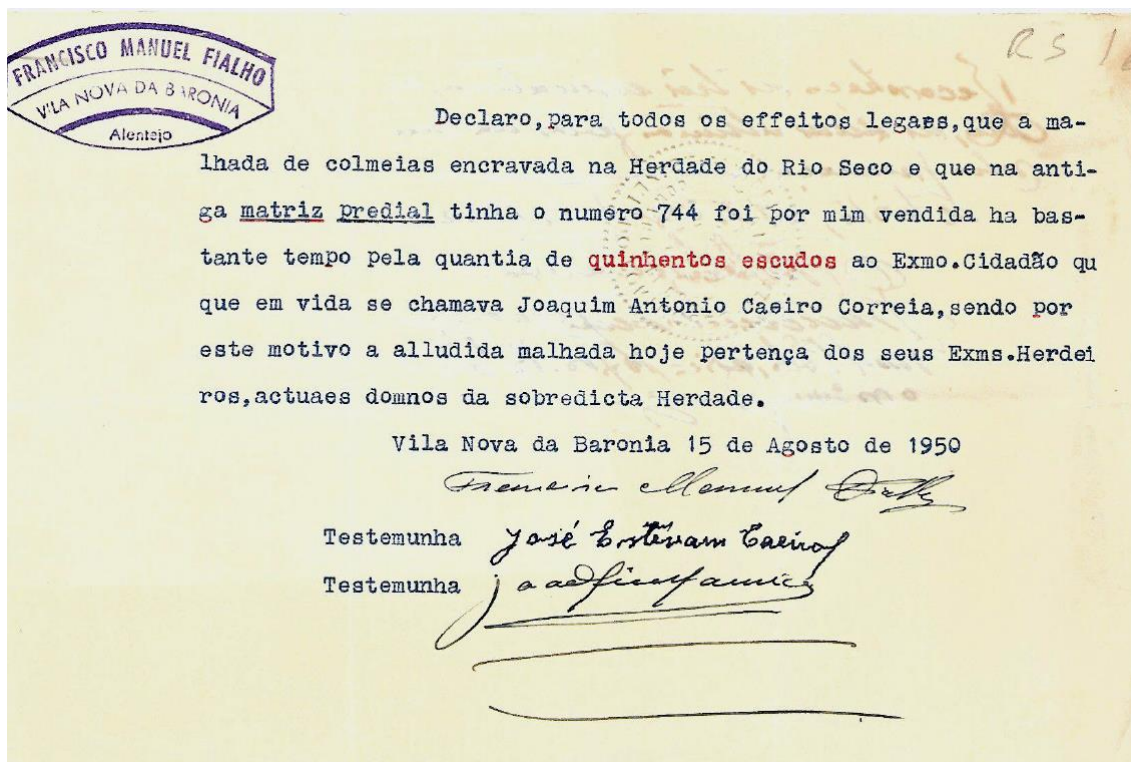 FRANCISCO MANUEL FIALHO
VILA NOVA DA BARONIA
Alentejo
RS 1
Declaro,para todos os effeitos legaes,que a ma-
lhada de colmeias encravada na Herdade do Rio Seco e que na anti-
ga matriz predial tinha o numero 744 foi por mim vendida ha bas-
tante tempo pela quantia de quinhentos escudos ao Exmo.Cidadão qu
que em vida se chamava Joaquim Antonio Caeiro Correia,sendo por
este motivo a alludida malhada hoje pertença dos seus Exms.Herdei
ros,actuaes domnos da sobredicta Herdade.
Vila Nova da Baronia 15 de Agosto de 1950
Francisco Manuel Fialho
Testemunha José Estevam Caeiro
Testemunha